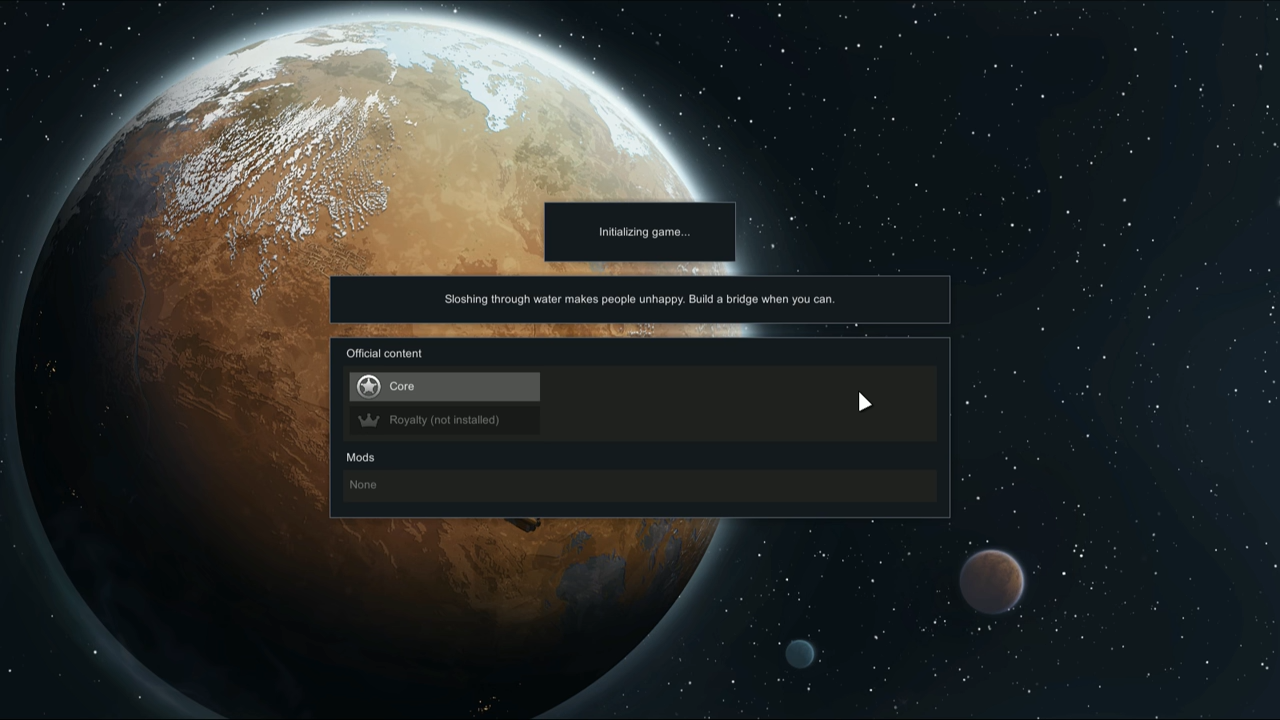 Initializing game...
Sloshing through water makes people unhappy. Build a bridge when you can.
Official content
Core
Royalty (not installed)
Mods
None